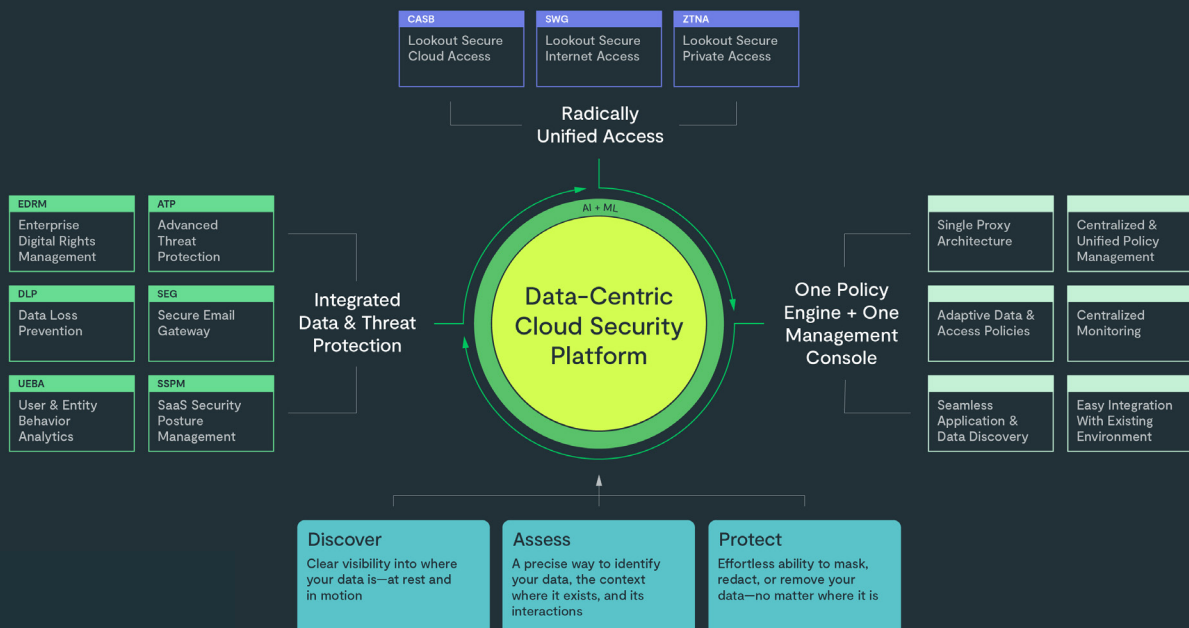 CASB
Lookout Secure
Cloud Access
SWG
Lookout Secure
Internet Access
ZTNA
Lookout Secure
Private Access
Radically
Unified Access
EDRM
Enterprise
Digital Rights
Management
ATP
Advanced
Threat
Protection
DLP
Data Loss
Prevention
SEG
Secure Email
Gateway
UEBA
User & Entity
Behavior
Analytics
SSPM
SaaS Security
Posture
Management
Integrated
Data & Threat
Protection
AI + ML
Data-Centric
Cloud Security
Platform
One Policy
Engine + One
Management
Console
Single Proxy
Architecture
Centralized &
Unified Policy
Management
Adaptive Data &
Access Policies
Centralized
Monitoring
Seamless
Application &
Data Discovery
Easy Integration
With Existing
Environment
Discover
Clear visibility into where
your data is—at rest and
in motion
Assess
A precise way to identify
your data, the context
where it exists, and its
interactions
Protect
Effortless ability to mask,
redact, or remove your
data—no matter where it is